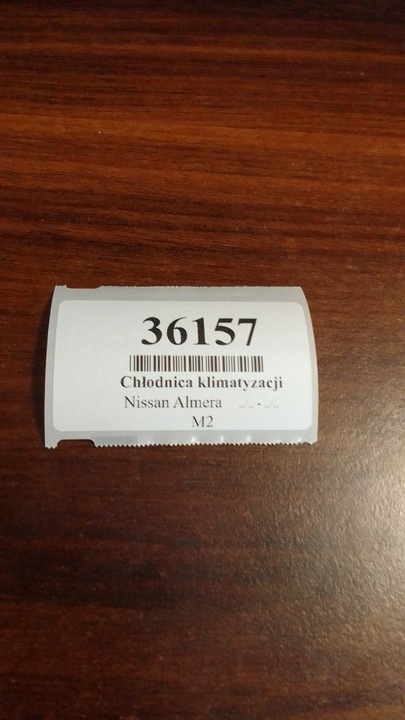 36157
Chłodnica klimatyzacji
Nissan Almera ../.. - ../..
M2